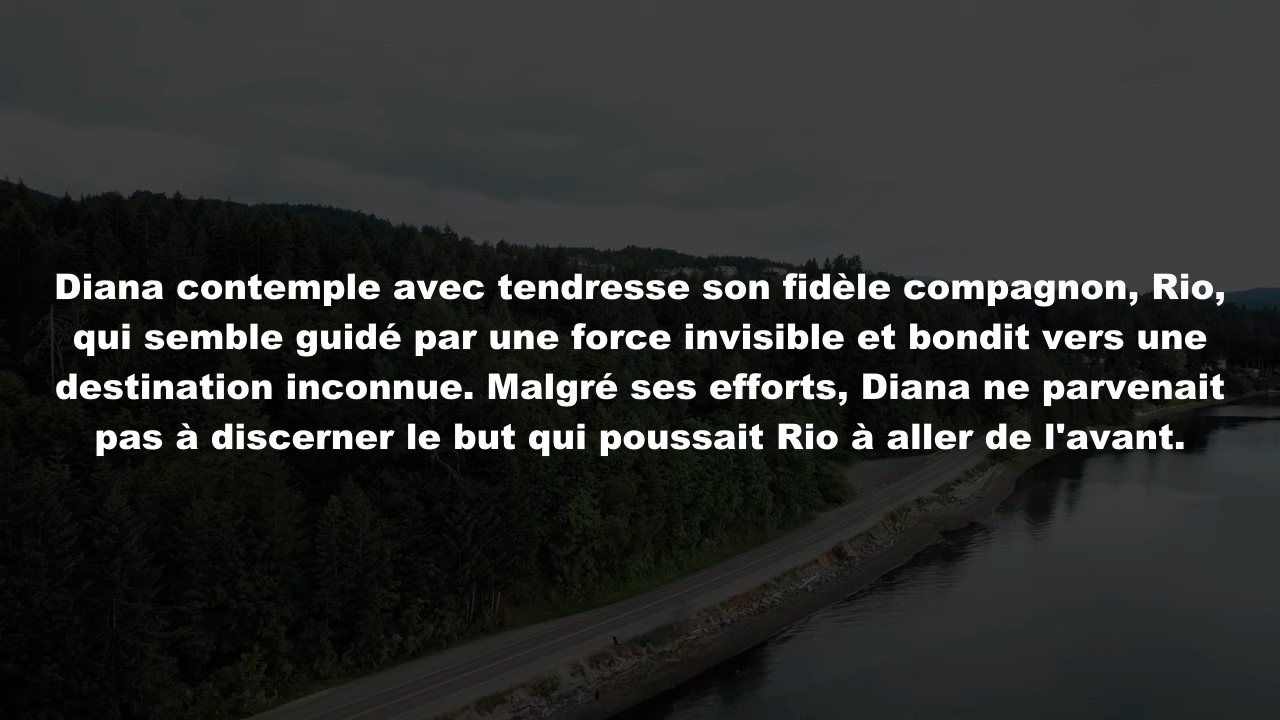 Diana contemple avec tendresse son fidèle compagnon, Rio,
qui semble guidé par une force invisible et bondit vers une
destination inconnue. Malgré ses efforts, Diana ne parvenait
pas à discerner le but qui poussait Rio à aller de l'avant.